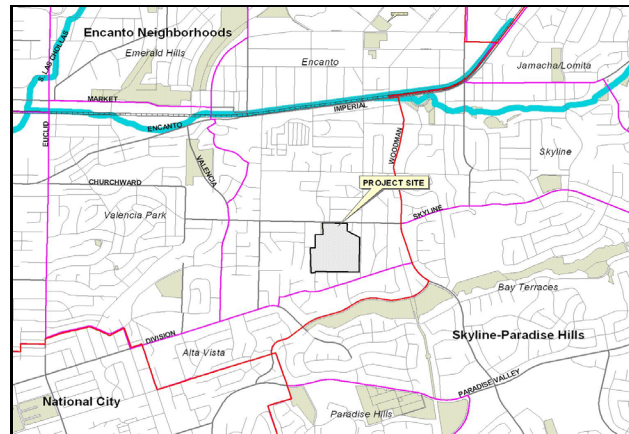 Encanto Neighborhoods
Emerald Hills
Encanto
Jamacha/Lomita
S. LAS CHOLLAS
MARKET
IMPERIAL
EUCLID
ENCANTO
WOODMAN
Skyline
VALENCIA
CHURCHWARD
PROJECT SITE
Valencia Park
SKYLINE
Bay Terraces
DIVISION
Alta Vista
Skyline-Paradise Hills
PARADISE VALLEY
National City
Paradise Hills